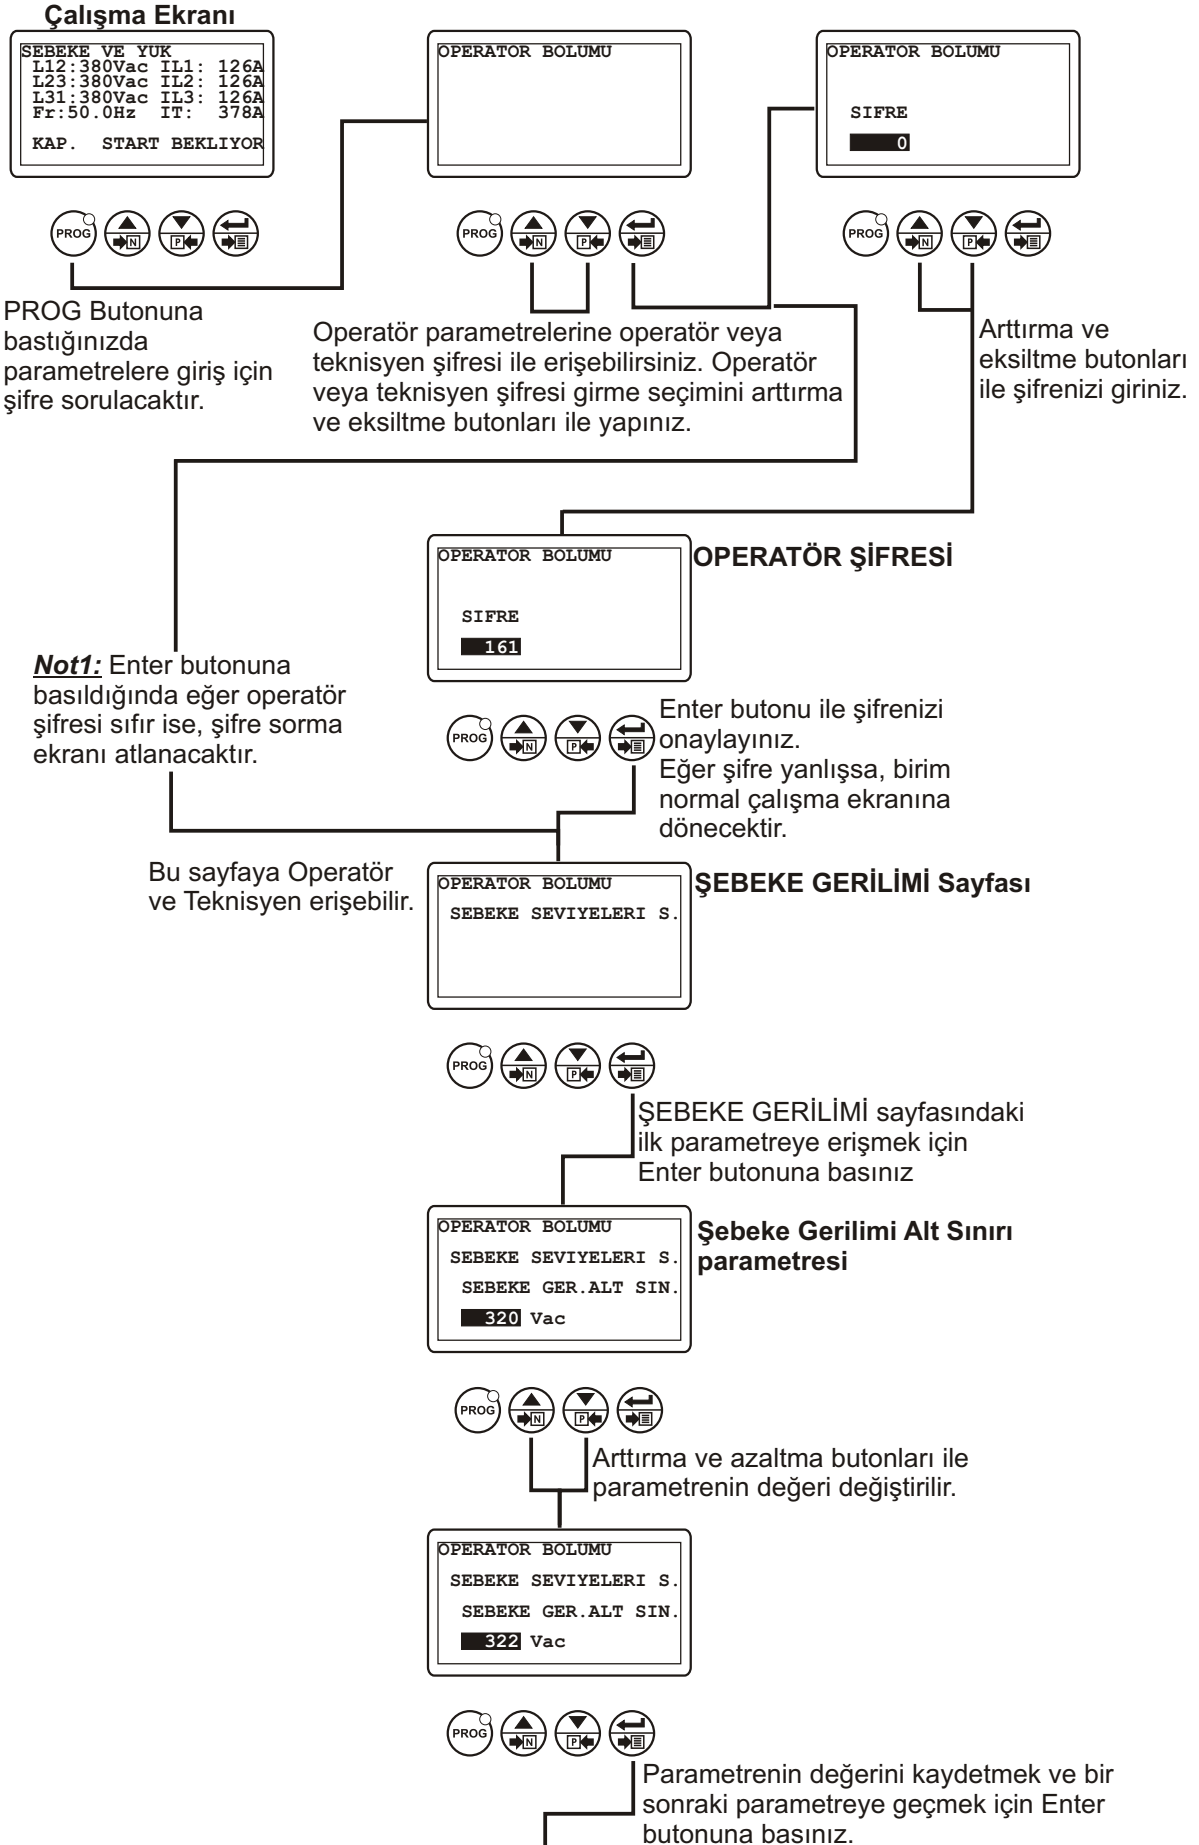 Çalışma Ekranı
SEBEKE VE YUK
L12:380Vac IL1: 126A
L23:380Vac IL2: 126A
L31:380Vac IL3: 126A
Fr:50.0Hz IT: 378A
KAP. START BEKLIYOR
OPERATOR BOLUMU
OPERATOR BOLUMU
SIFRE
0
PROG N P
PROG N P
PROG N P
PROG Butonuna
bastığınızda
parametrelere giriş için
şifre sorulacaktır.
Operatör parametrelerine operatör veya
teknisyen şifresi ile erişebilirsiniz. Operatör
veya teknisyen şifresi girme seçimini arttırma
ve eksiltme butonları ile yapınız.
Arttırma ve
eksiltme butonları
ile şifrenizi giriniz.
OPERATOR BOLUMU
SIFRE
161
OPERATÖR ŞİFRESİ
Not1: Enter butonuna
basıldığında eğer operatör
şifresi sıfır ise, şifre sorma
ekranı atlanacaktır.
PROG N P
Enter butonu ile şifrenizi
onaylayınız.
Eğer şifre yanlışsa, birim
normal çalışma ekranına
dönecektir.
Bu sayfaya Operatör
ve Teknisyen erişebilir.
OPERATOR BOLUMU
SEBEKE SEVIYELERI S.
ŞEBEKE GERİLİMİ Sayfası
PROG N P
ŞEBEKE GERİLİMİ sayfasındaki
ilk parametreye erişmek için
Enter butonuna basınız
OPERATOR BOLUMU
SEBEKE SEVIYELERI S.
SEBEKE GER.ALT SIN.
320 Vac
Şebeke Gerilimi Alt Sınırı
parametresi
PROG N P
Arttırma ve azaltma butonları ile
parametrenin değeri değiştirilir.
OPERATOR BOLUMU
SEBEKE SEVIYELERI S.
SEBEKE GER.ALT SIN.
322 Vac
PROG N P
Parametrenin değerini kaydetmek ve bir
sonraki parametreye geçmek için Enter
butonuna basınız.